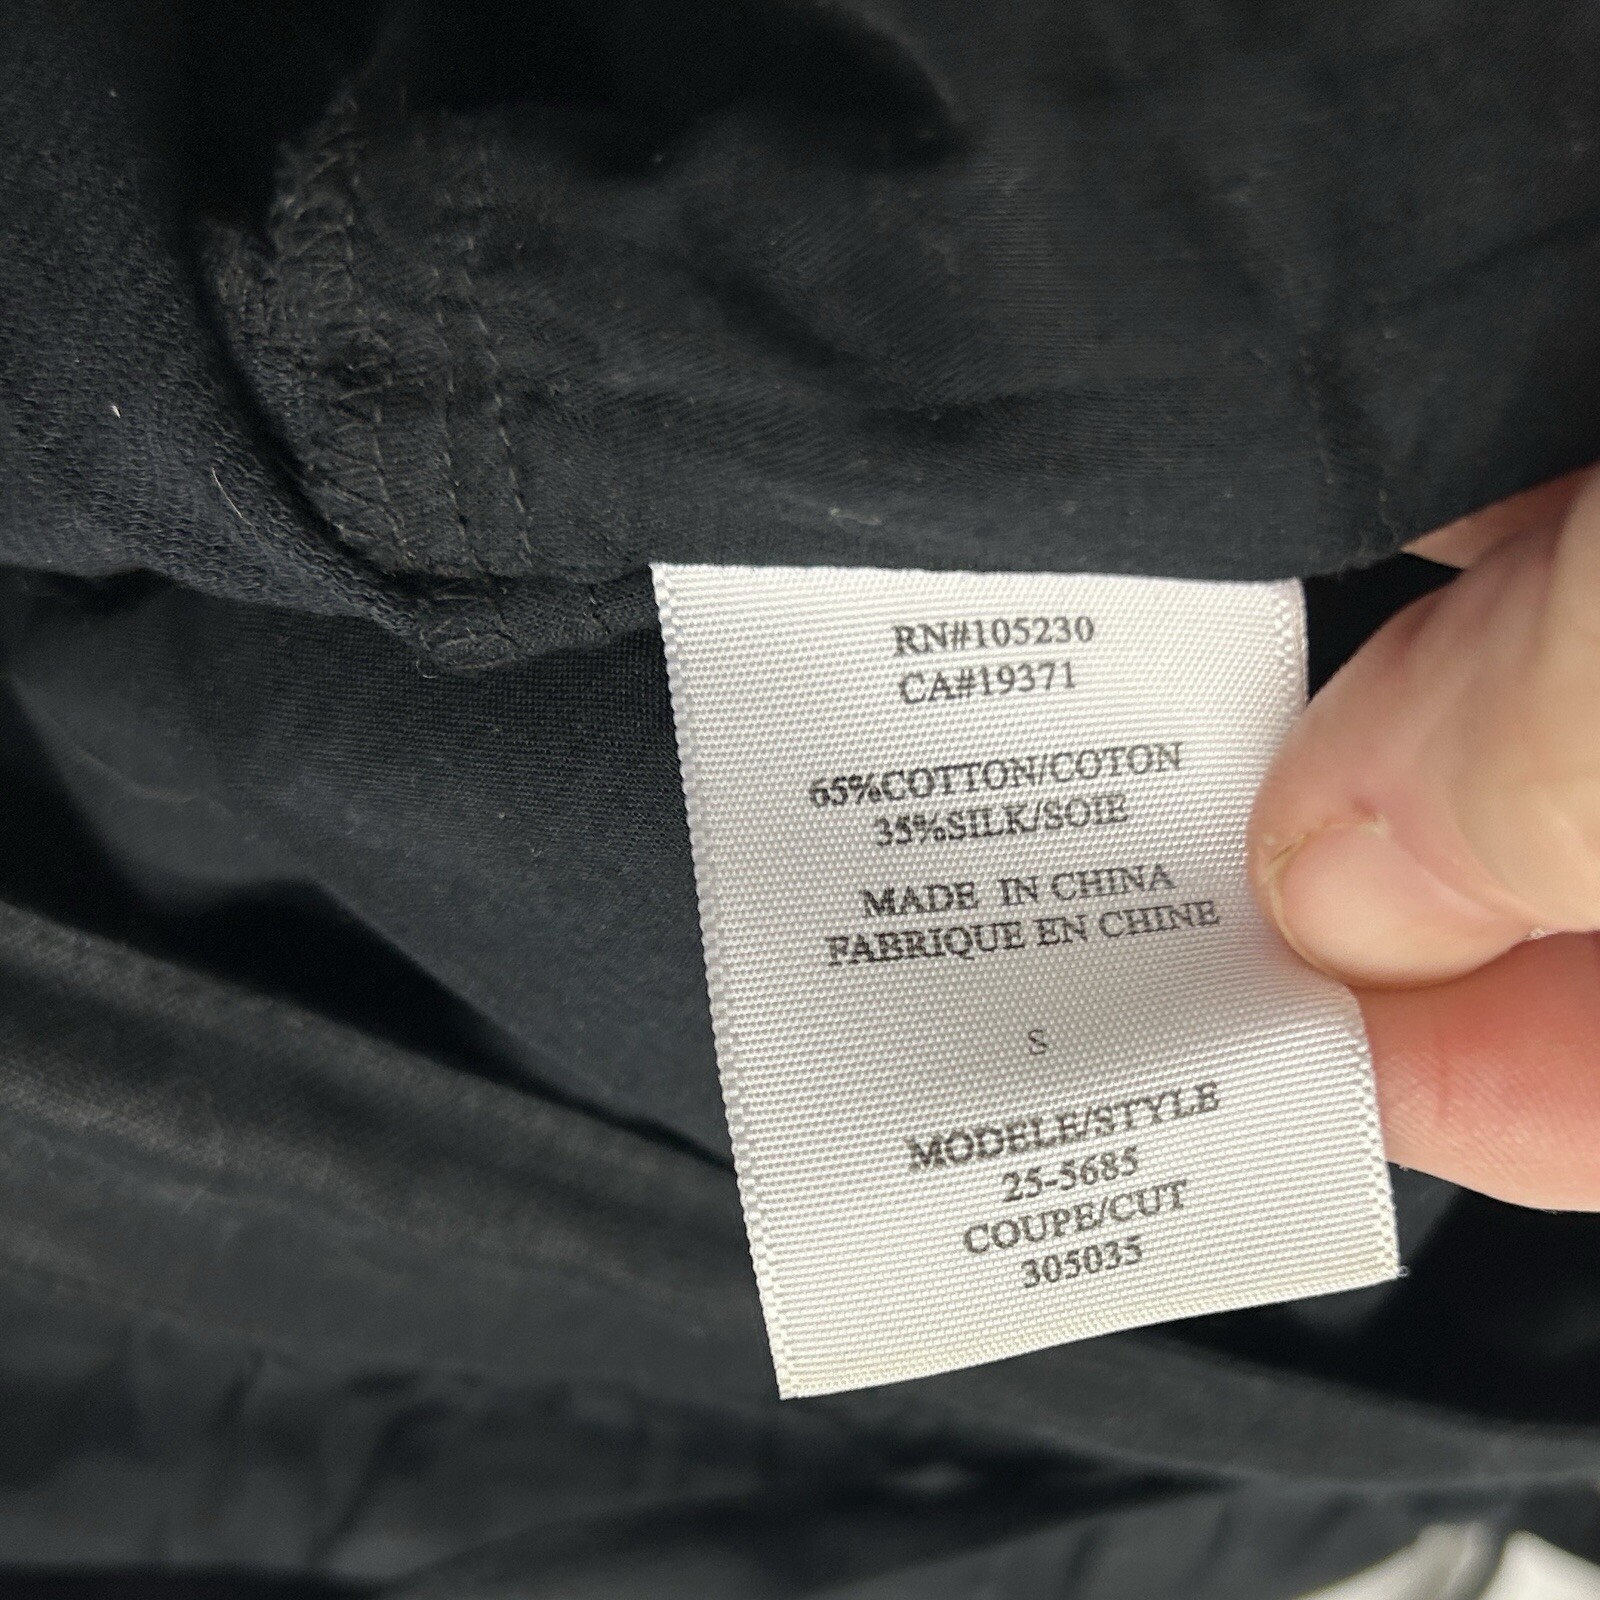 RN#105230
CA#19371
65%COTTON/COTON
35%SILK/SOIE
MADE IN CHINA
FABRIQUE EN CHINE
S
MODELE/STYLE
25-5685
COUPE/CUT
305035